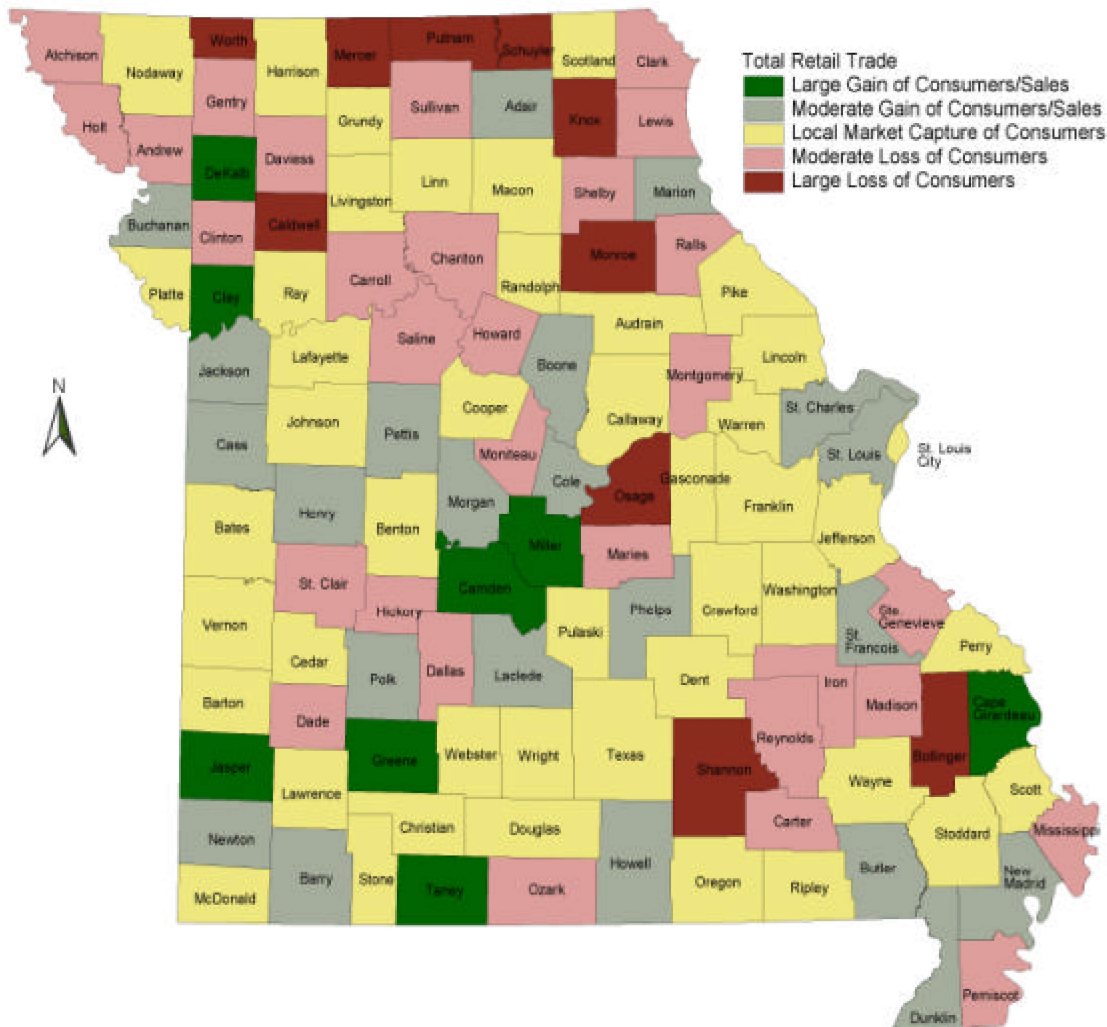 Total Retail Trade
Large Gain of Consumers/Sales
Moderate Gain of Consumers/Sales
Local Market Capture of Consumers
Moderate Loss of Consumers
Large Loss of Consumers
N
Atchison
Nodaway
Worth
Harrison
Mercer
Putnam
Schuyler
Scotland
Clark
Gentry
Sullivan
Adair
Knox
Lewis
Holt
Andrew
DeKalb
Daviess
Grundy
Linn
Macon
Shelby
Marion
Livingston
Buchanan
Clinton
Caldwell
Chariton
Monroe
Ralls
Carroll
Randolph
Platte
Clay
Ray
Pike
Audrain
Saline
Howard
Boone
Lincoln
Jackson
Lafayette
Montgomery
Cooper
Callaway
Warren
St. Charles
Johnson
Pettis
Cass
Moniteau
St. Louis
St. Louis
City
Cole
Gasconade
Osage
Morgan
Franklin
Henry
Bates
Benton
Jefferson
Miller
Maries
St. Clair
Camden
Hickory
Phelps
Crawford
Washington
Ste.
Genevieve
Vernon
Pulaski
St.
Francois
Perry
Cedar
Polk
Dallas
Laclede
Dent
Iron
Madison
Barton
Dade
Cape
Girardeau
Reynolds
Jasper
Greene
Webster
Wright
Texas
Shannon
Bollinger
Wayne
Scott
Lawrence
Christian
Douglas
Carter
Stoddard
Mississippi
Newton
Howell
Barry
Stone
Taney
Ozark
Oregon
Ripley
Butler
New
Madrid
McDonald
Pemiscot
Dunklin